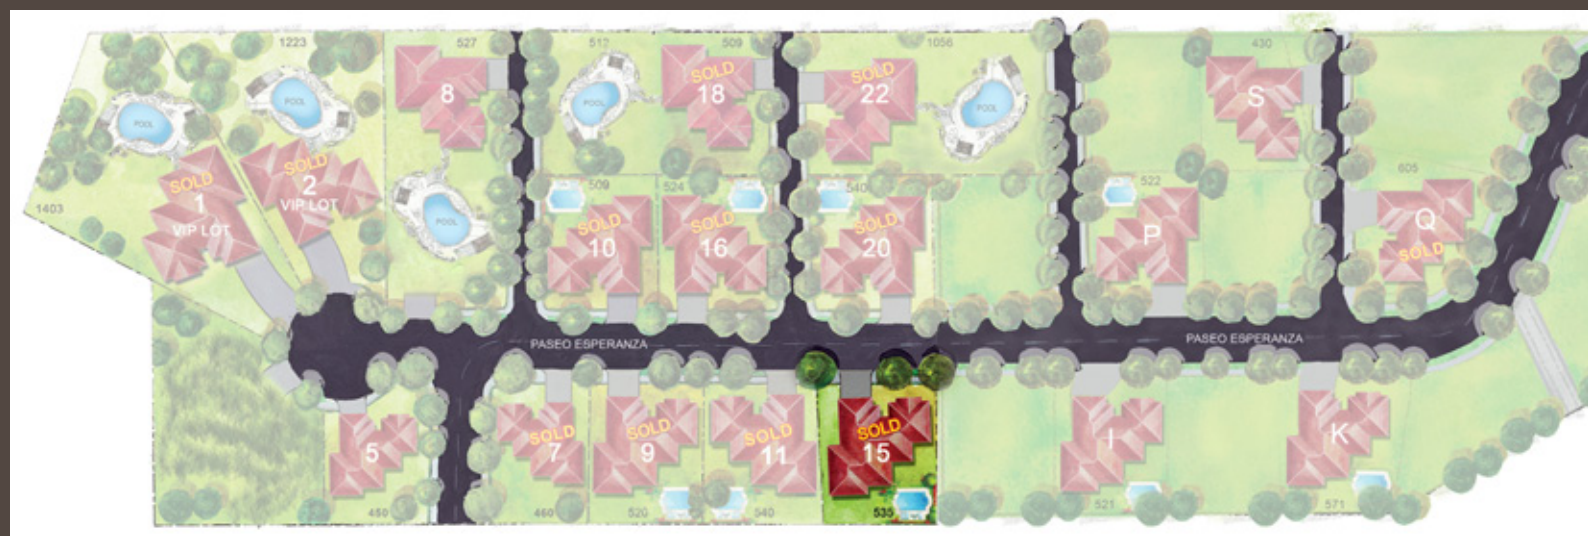 1223
527
512
509
1056
430
8
SOLD
18
SOLD
22
S
POOL
POOL
POOL
POOL
SOLD
1
VIP LOT
SOLD
2
VIP LOT
1403
POOL
509
524
540
522
605
SOLD
10
SOLD
16
SOLD
20
P
Q
SOLD
PASEO ESPERANZA
PASEO ESPERANZA
5
SOLD
7
SOLD
9
SOLD
11
SOLD
15
I
K
460
520
540
535
521
571